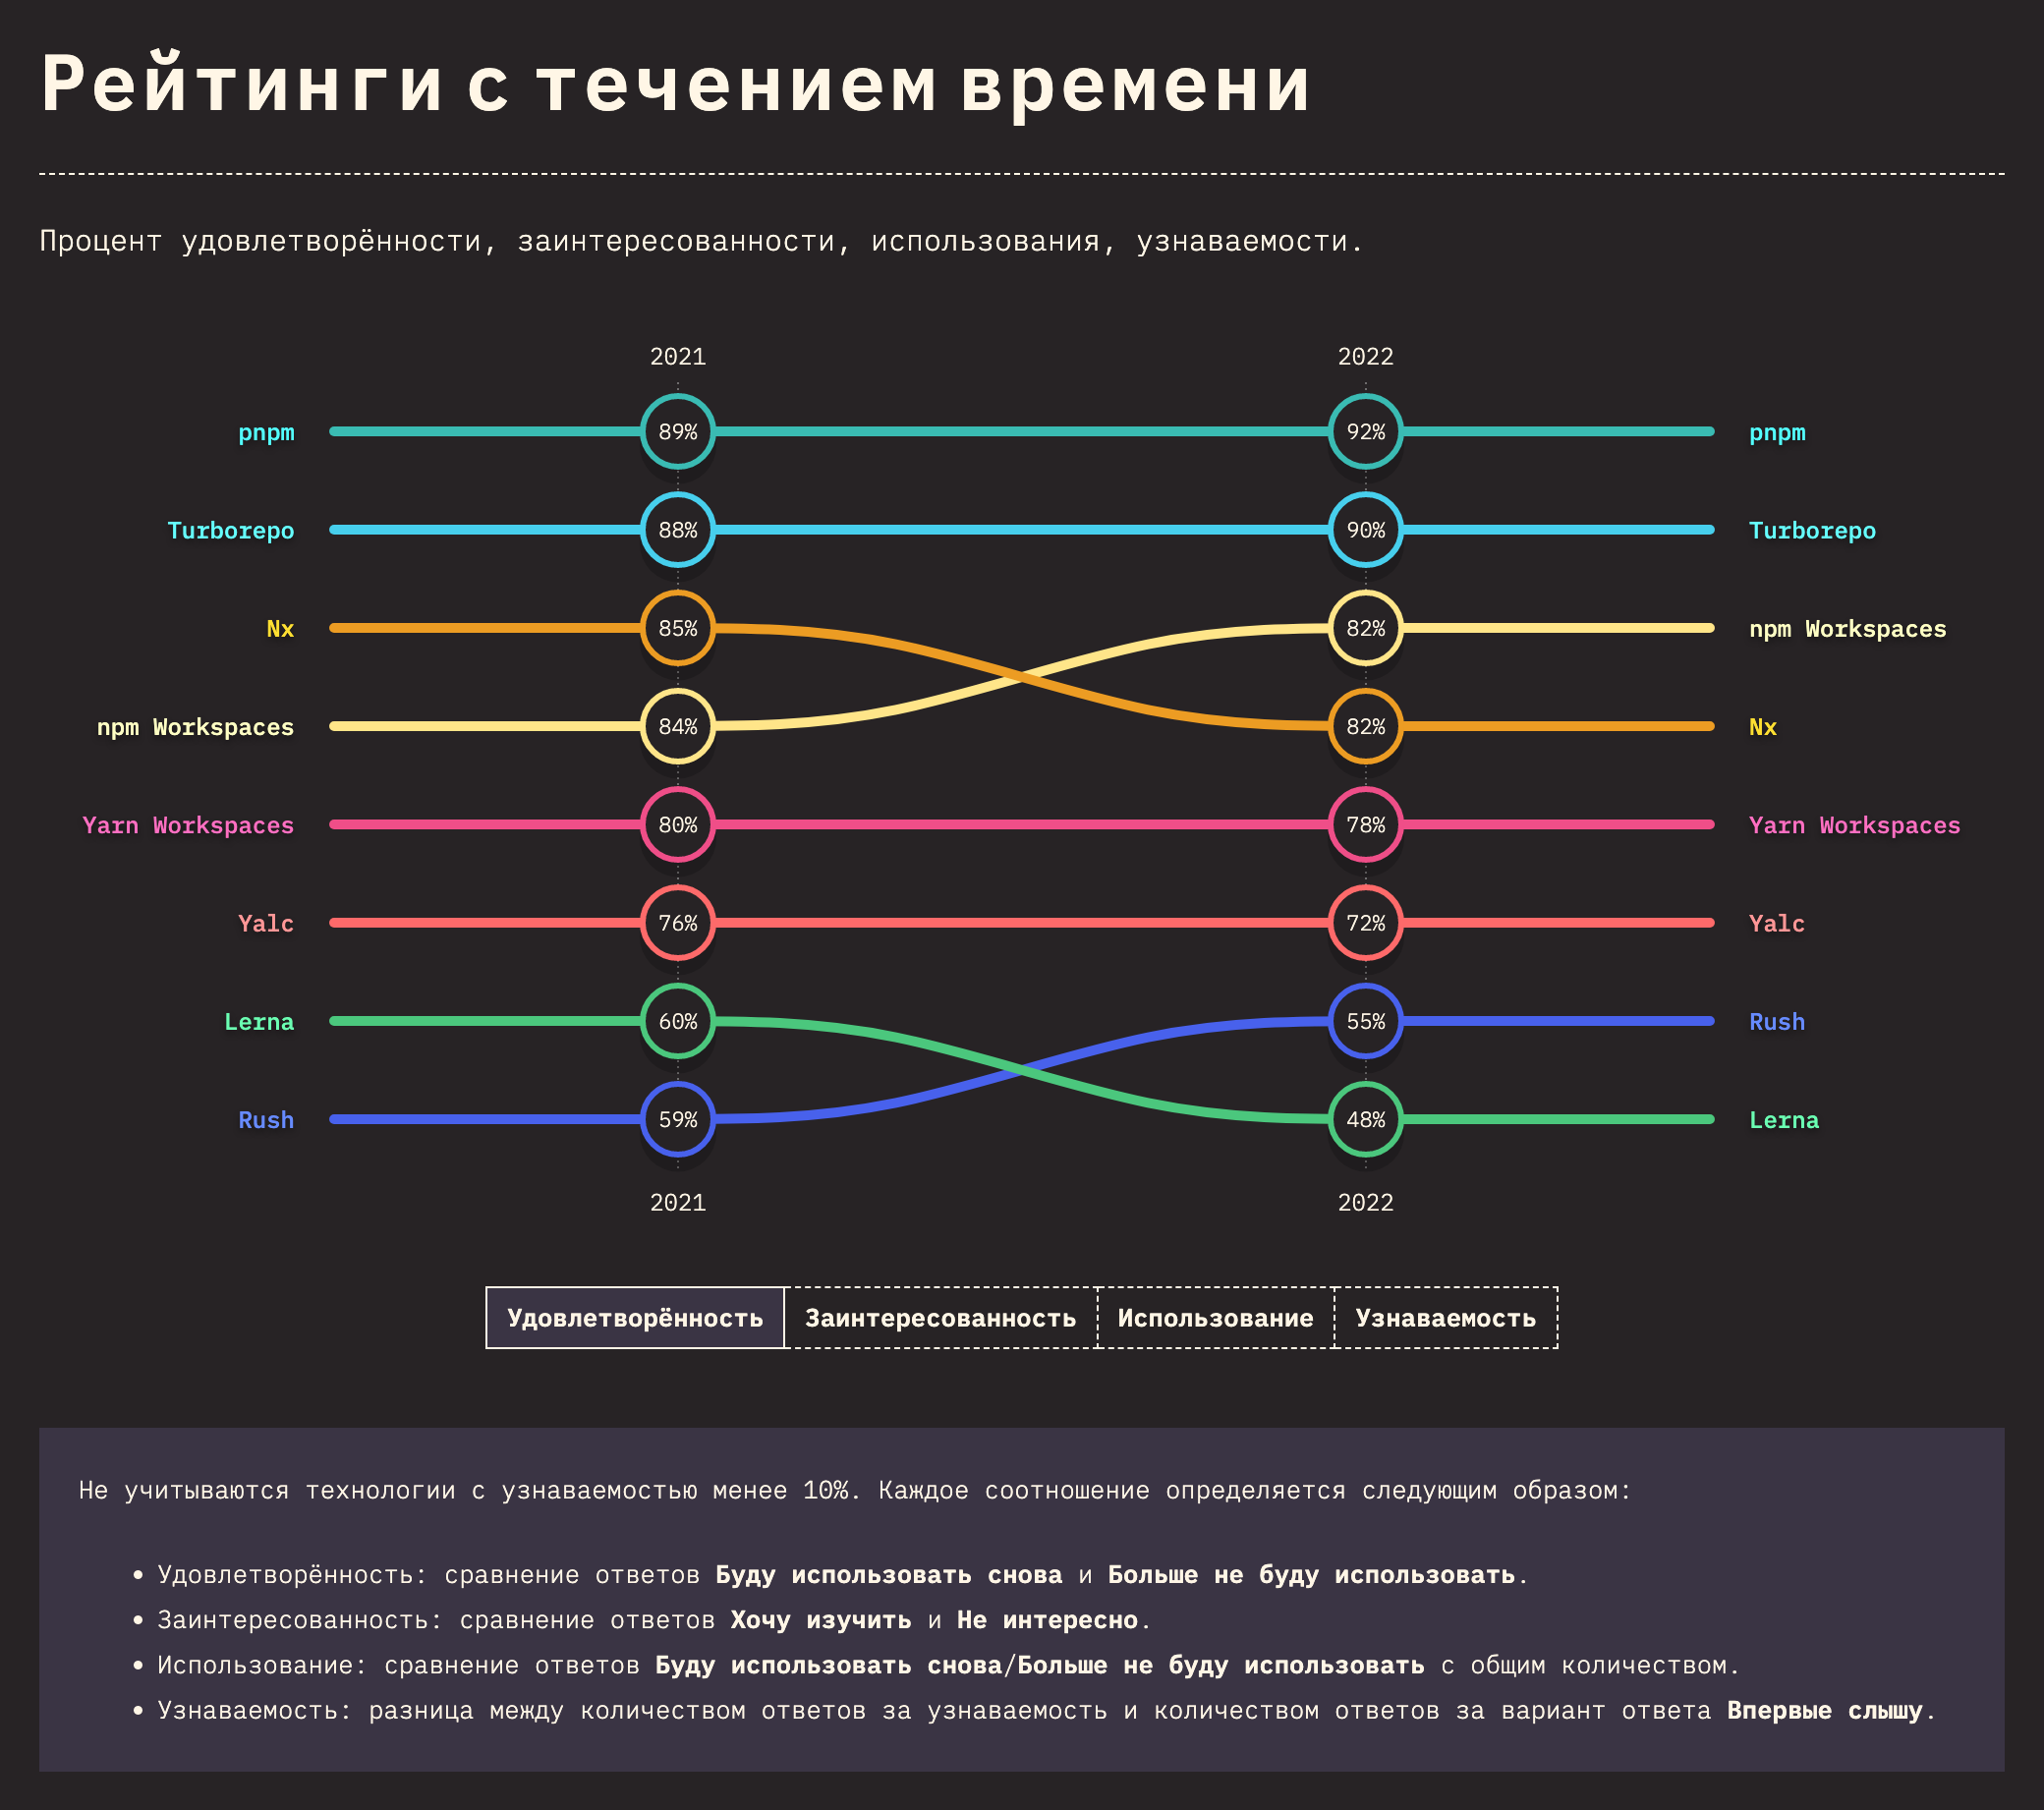 Рейтинги с течением времени
Процент удовлетворённости, заинтересованности, использования, узнаваемости.
2021 2022
pnpm 89% 92% pnpm
Turborepo 88% 90% Turborepo
Nx 85% 82% npm Workspaces
npm Workspaces 84% 82% Nx
Yarn Workspaces 80% 78% Yarn Workspaces
Yalc 76% 72% Yalc
Lerna 60% 55% Rush
Rush 59% 48% Lerna
2021 2022
Удовлетворённость Заинтересованность Использование Узнаваемость
Не учитываются технологии с узнаваемостью менее 10%. Каждое соотношение определяется следующим образом:
• Удовлетворённость: сравнение ответов Буду использовать снова и Больше не буду использовать.
• Заинтересованность: сравнение ответов Хочу изучить и Не интересно.
• Использование: сравнение ответов Буду использовать снова/Больше не буду использовать с общим количеством.
• Узнаваемость: разница между количеством ответов за узнаваемость и количеством ответов за вариант ответа Впервые слышу.